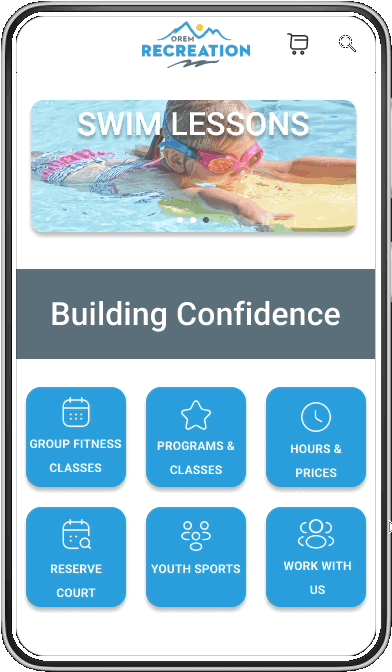 OREM
RECREATION
SWIM LESSONS
Building Confidence
GROUP FITNESS
CLASSES
PROGRAMS &
CLASSES
HOURS &
PRICES
RESERVE
COURT
YOUTH SPORTS
WORK WITH
US